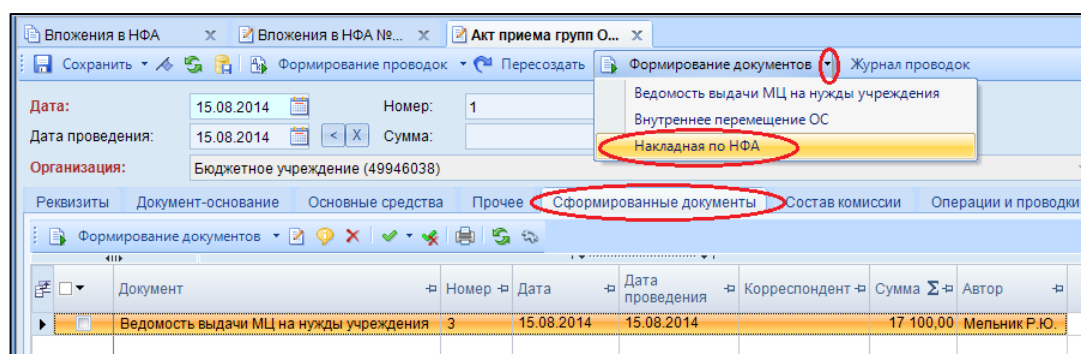 Вложения в НФА X Вложения в НФА №... X Акт приема групп О... X
Сохранить Формирование проводок Пересоздать Формирование документов Журнал проводок
Ведомость выдачи МЦ на нужды учреждения
Внутреннее перемещение ОС
Накладная по НФА
Дата: 15.08.2014 Номер: 1
Дата проведения: 15.08.2014 < X Сумма:
Организация: Бюджетное учреждение (49946038)
Реквизиты Документ-основание Основные средства Прочее Сформированные документы Состав комиссии Операции и проводки
Формирование документов
Документ Номер Дата Дата проведения Корреспондент Сумма Σ Автор
Ведомость выдачи МЦ на нужды учреждения 3 15.08.2014 15.08.2014 17 100,00 Мельник Р.Ю.